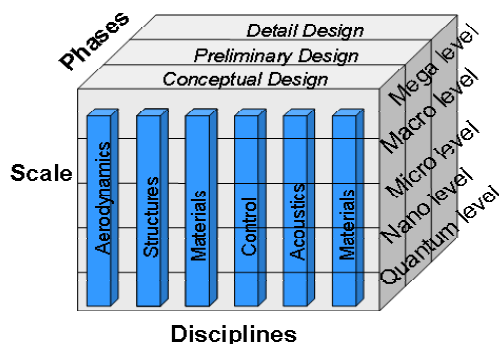 Phases
Detail Design
Preliminary Design
Conceptual Design
Mega level
Macro level
Micro level
Nano level
Quantum level
Scale
Aerodynamics
Structures
Materials
Control
Acoustics
Materials
Disciplines